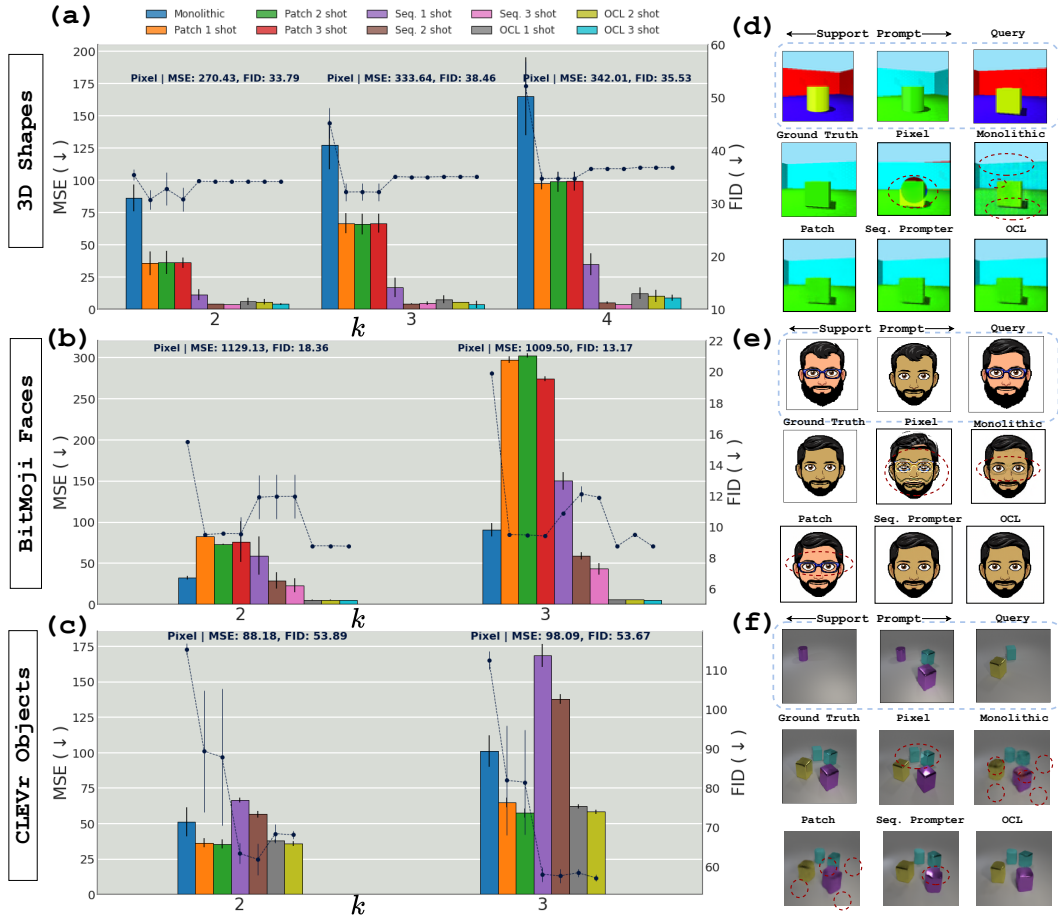 (a)
Monolithic
Patch 1 shot
Patch 2 shot
Patch 3 shot
Seq. 1 shot
Seq. 2 shot
Seq. 3 shot
OCL 1 shot
OCL 2 shot
OCL 3 shot
3D Shapes
MSE (↓)
200
175
150
125
100
75
50
25
0
Pixel | MSE: 270.43, FID: 33.79
Pixel | MSE: 333.64, FID: 38.46
Pixel | MSE: 342.01, FID: 35.53
2
3
4
k
60
50
40
30
20
10
FID (↓)
(b)
BitMoji Faces
MSE (↓)
300
250
200
150
100
50
0
Pixel | MSE: 1129.13, FID: 18.36
Pixel | MSE: 1009.50, FID: 13.17
2
3
k
22
20
18
16
14
12
10
8
6
FID (↓)
(c)
CLEVr Objects
MSE (↓)
175
150
125
100
75
50
25
0
Pixel | MSE: 88.18, FID: 53.89
Pixel | MSE: 98.09, FID: 53.67
2
3
k
110
100
90
80
70
60
FID (↓)
(d)
Support Prompt
Query
Ground Truth
Pixel
Monolithic
Patch
Seq. Prompter
OCL
(e)
Support Prompt
Query
Ground Truth
Pixel
Monolithic
Patch
Seq. Prompter
OCL
(f)
Support Prompt
Query
Ground Truth
Pixel
Monolithic
Patch
Seq. Prompter
OCL